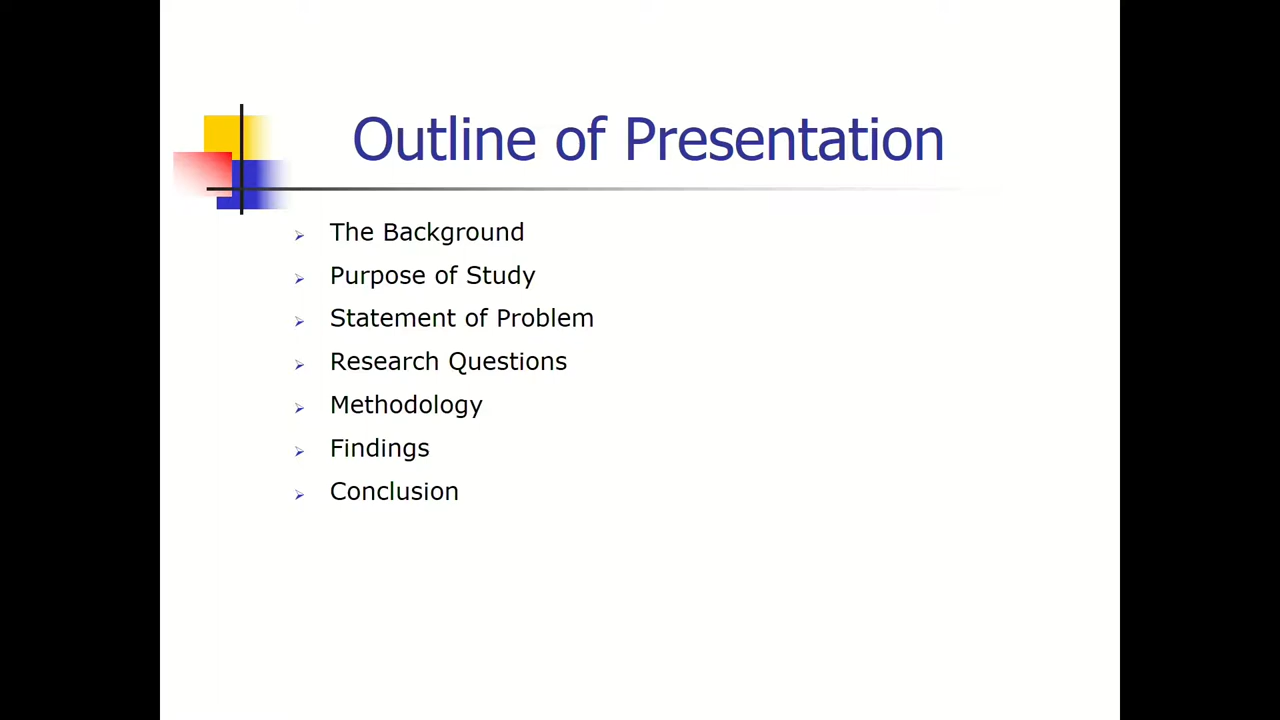 Outline of Presentation
The Background
Purpose of Study
Statement of Problem
Research Questions
Methodology
Findings
Conclusion